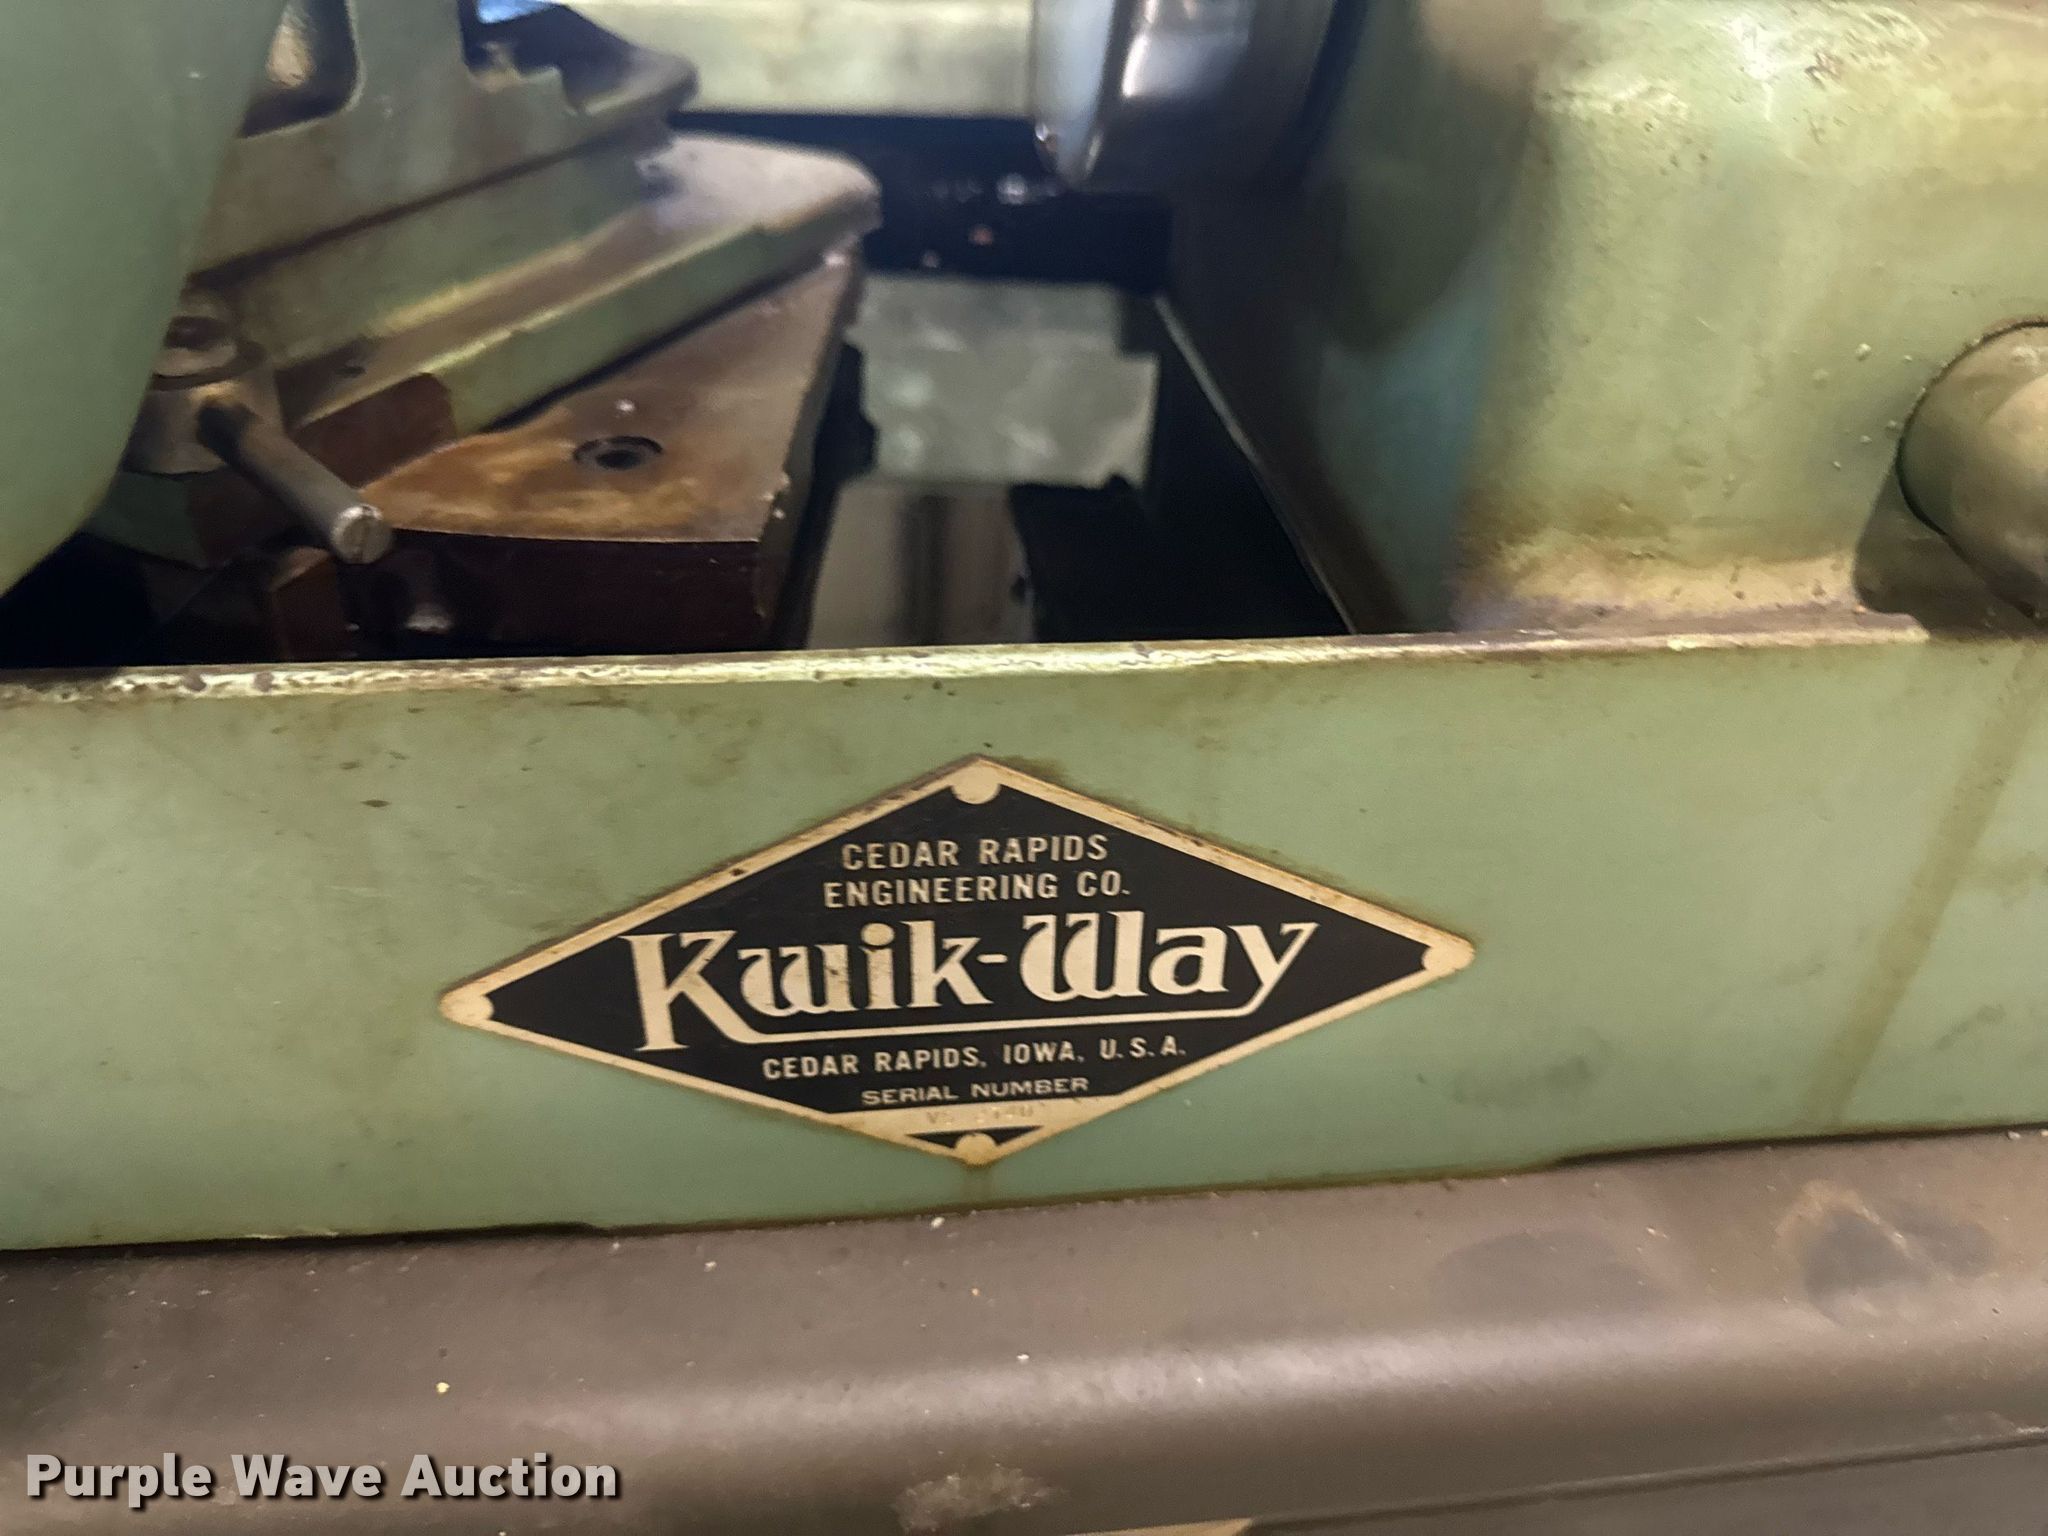 CEDAR RAPIDS
ENGINEERING CO.
Kwik-Way
CEDAR RAPIDS, IOWA, U.S.A.
SERIAL NUMBER
Purple Wave Auction